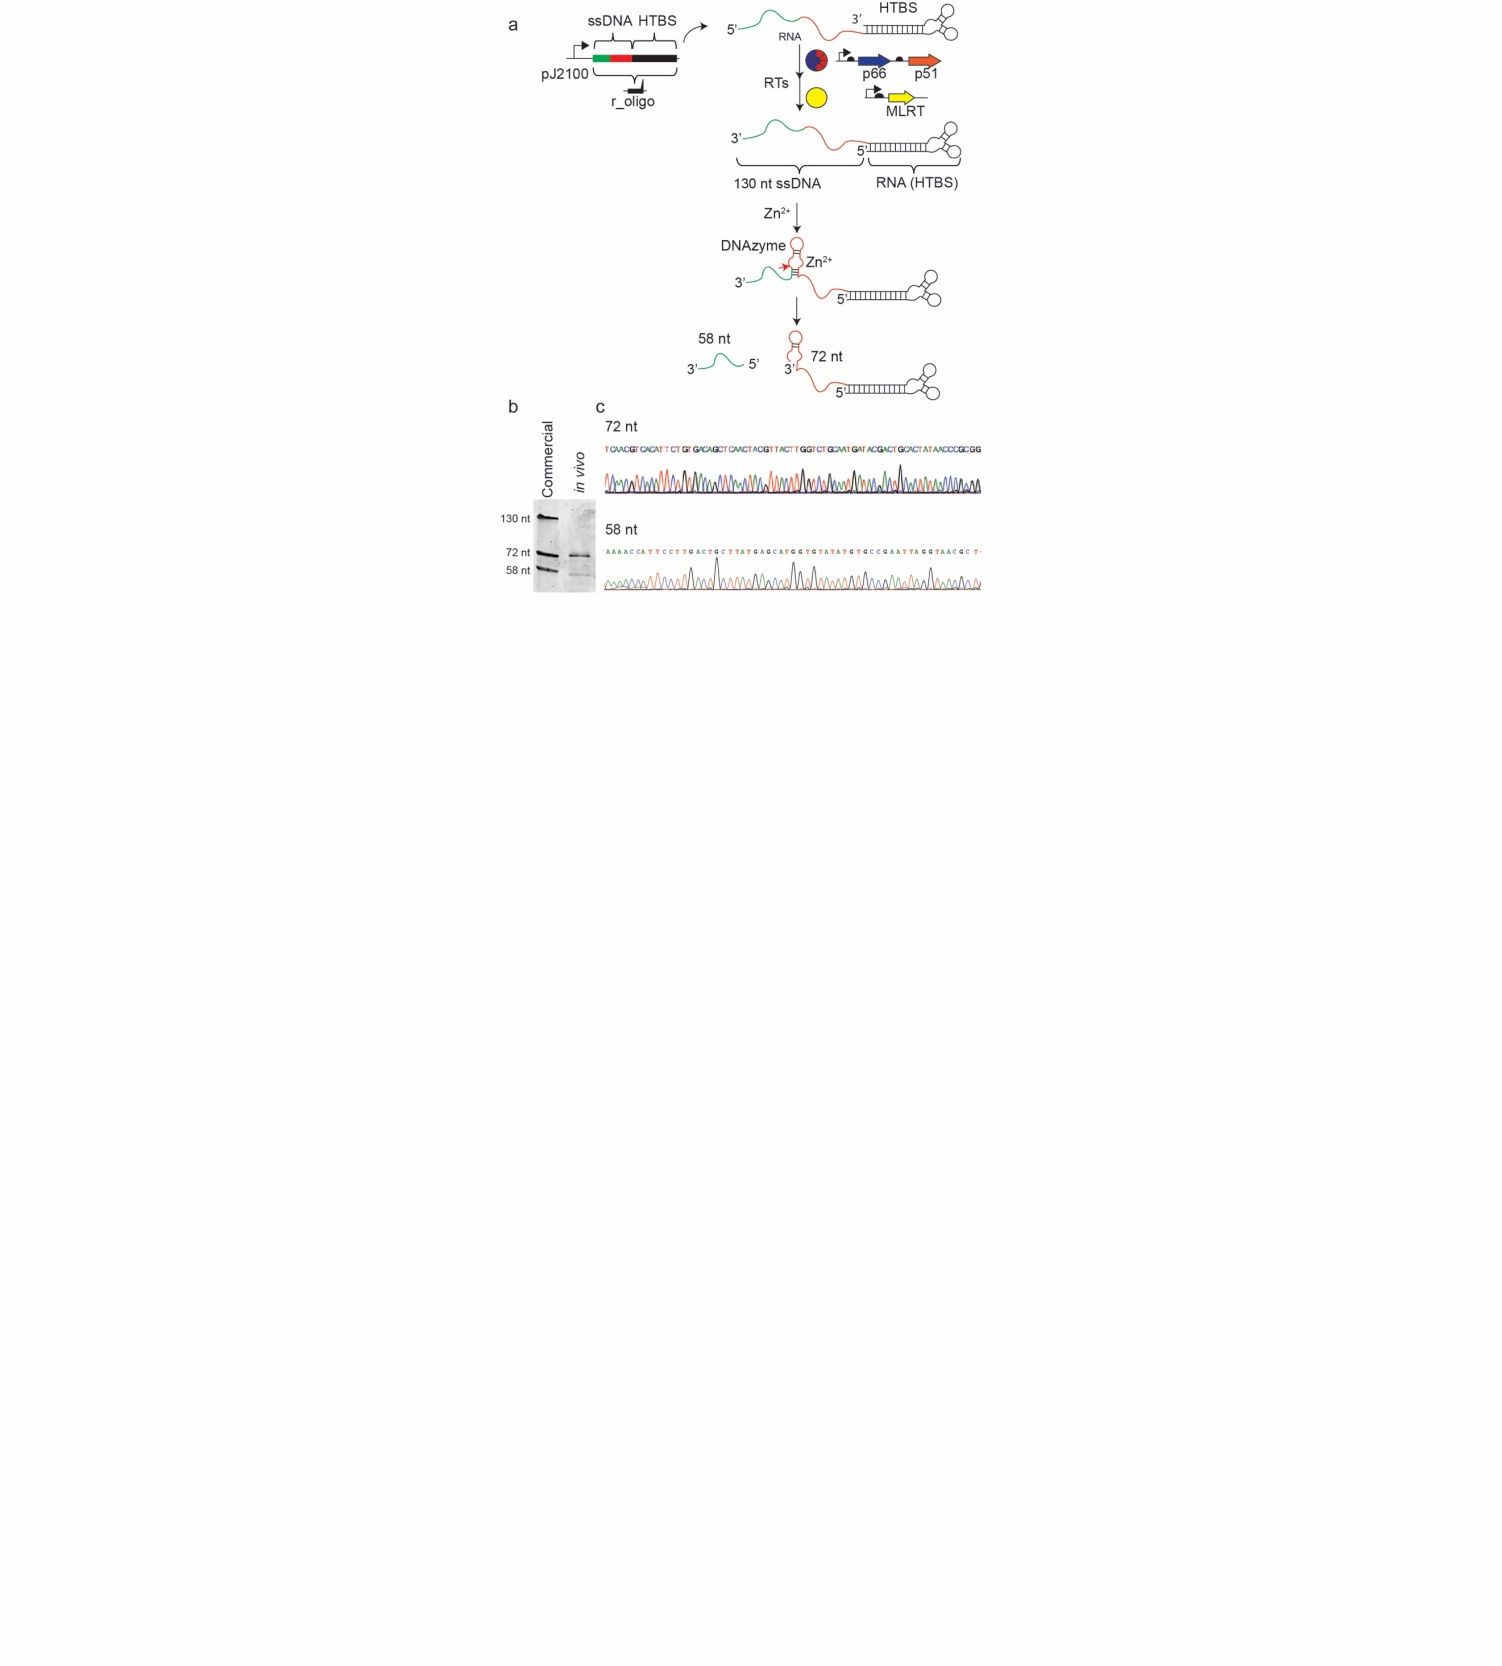 a
ssDNA HTBS
pJ2100
r_oligo
5’
RNA
3’
HTBS
RTs
p66
p51
MLRT
3’
5’
130 nt ssDNA
RNA (HTBS)
Zn²⁺
DNAzyme
Zn²⁺
3’
5’
58 nt
3’
5’
72 nt
3’
5’
b
Commercial
in vivo
130 nt
72 nt
58 nt
c
72 nt
TCAACGTCACATTCTGTGACAGCTCAACTACGTTACTTGGTCTGCAATGATACGACTGCACTATAACCCGCGG
58 nt
AAAACCATTCCTTGACTGCTTATGAGCATGGTGTATATGTGCCGAATTAGGTAACGCT